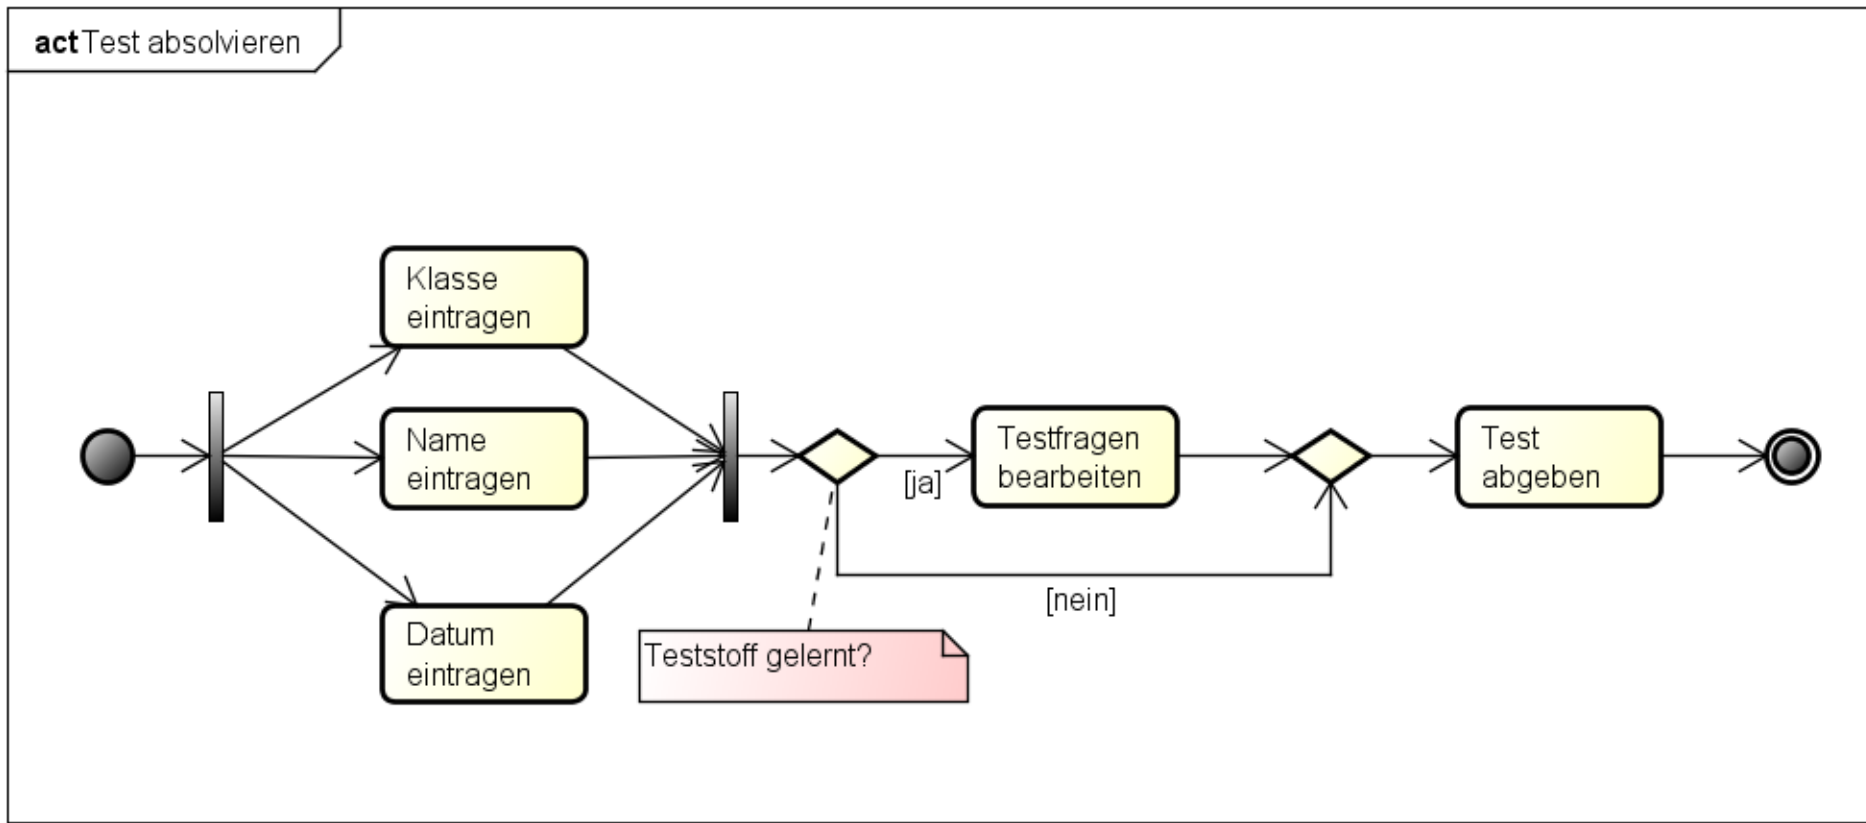 act Test absolvieren
Klasse
eintragen
Name
eintragen
Datum
eintragen
Teststoff gelernt?
[ja]
Testfragen
bearbeiten
[nein]
Test
abgeben